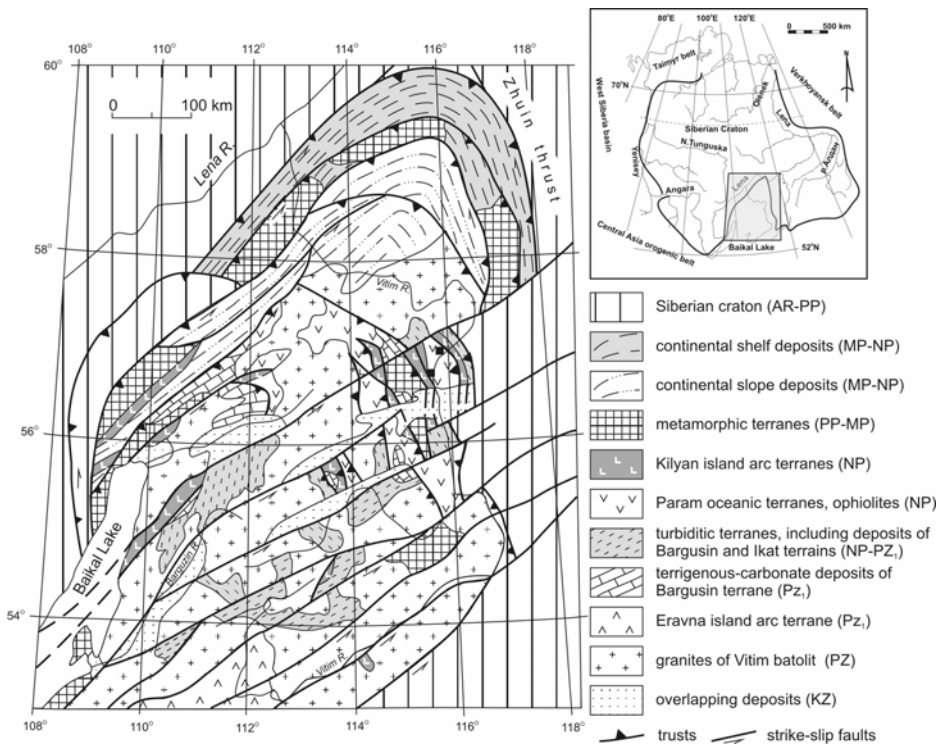 108° 110° 112° 114° 116° 118°
60°
0 100 km
Lena R.
Zhuin thrust
58°
Vitim R.
56°
Baikal Lake
Barguzin R.
54°
Vitim R.
108° 110° 112° 114° 116° 118°
80°E 100°E 120°E
0 500 km
N
Taimyr belt
70°N
West Siberia basin
Olenek
Verkhoyansk belt
Lena
Siberian Craton
N.Tunguska
Yenisey
Angara
Lena
Central Asia orogenic belt
Baikal Lake
52°N
Siberian craton (AR-PP)
continental shelf deposits (MP-NP)
continental slope deposits (MP-NP)
metamorphic terranes (PP-MP)
Kilyan island arc terranes (NP)
Param oceanic terranes, ophiolites (NP)
turbiditic terranes, including deposits of
Bargusin and Ikat terrains (NP-PZ₁)
terrigenous-carbonate deposits of
Bargusin terrane (Pz₁)
Eravna island arc terrane (Pz₁)
granites of Vitim batolit (PZ)
overlapping deposits (KZ)
trusts strike-slip faults